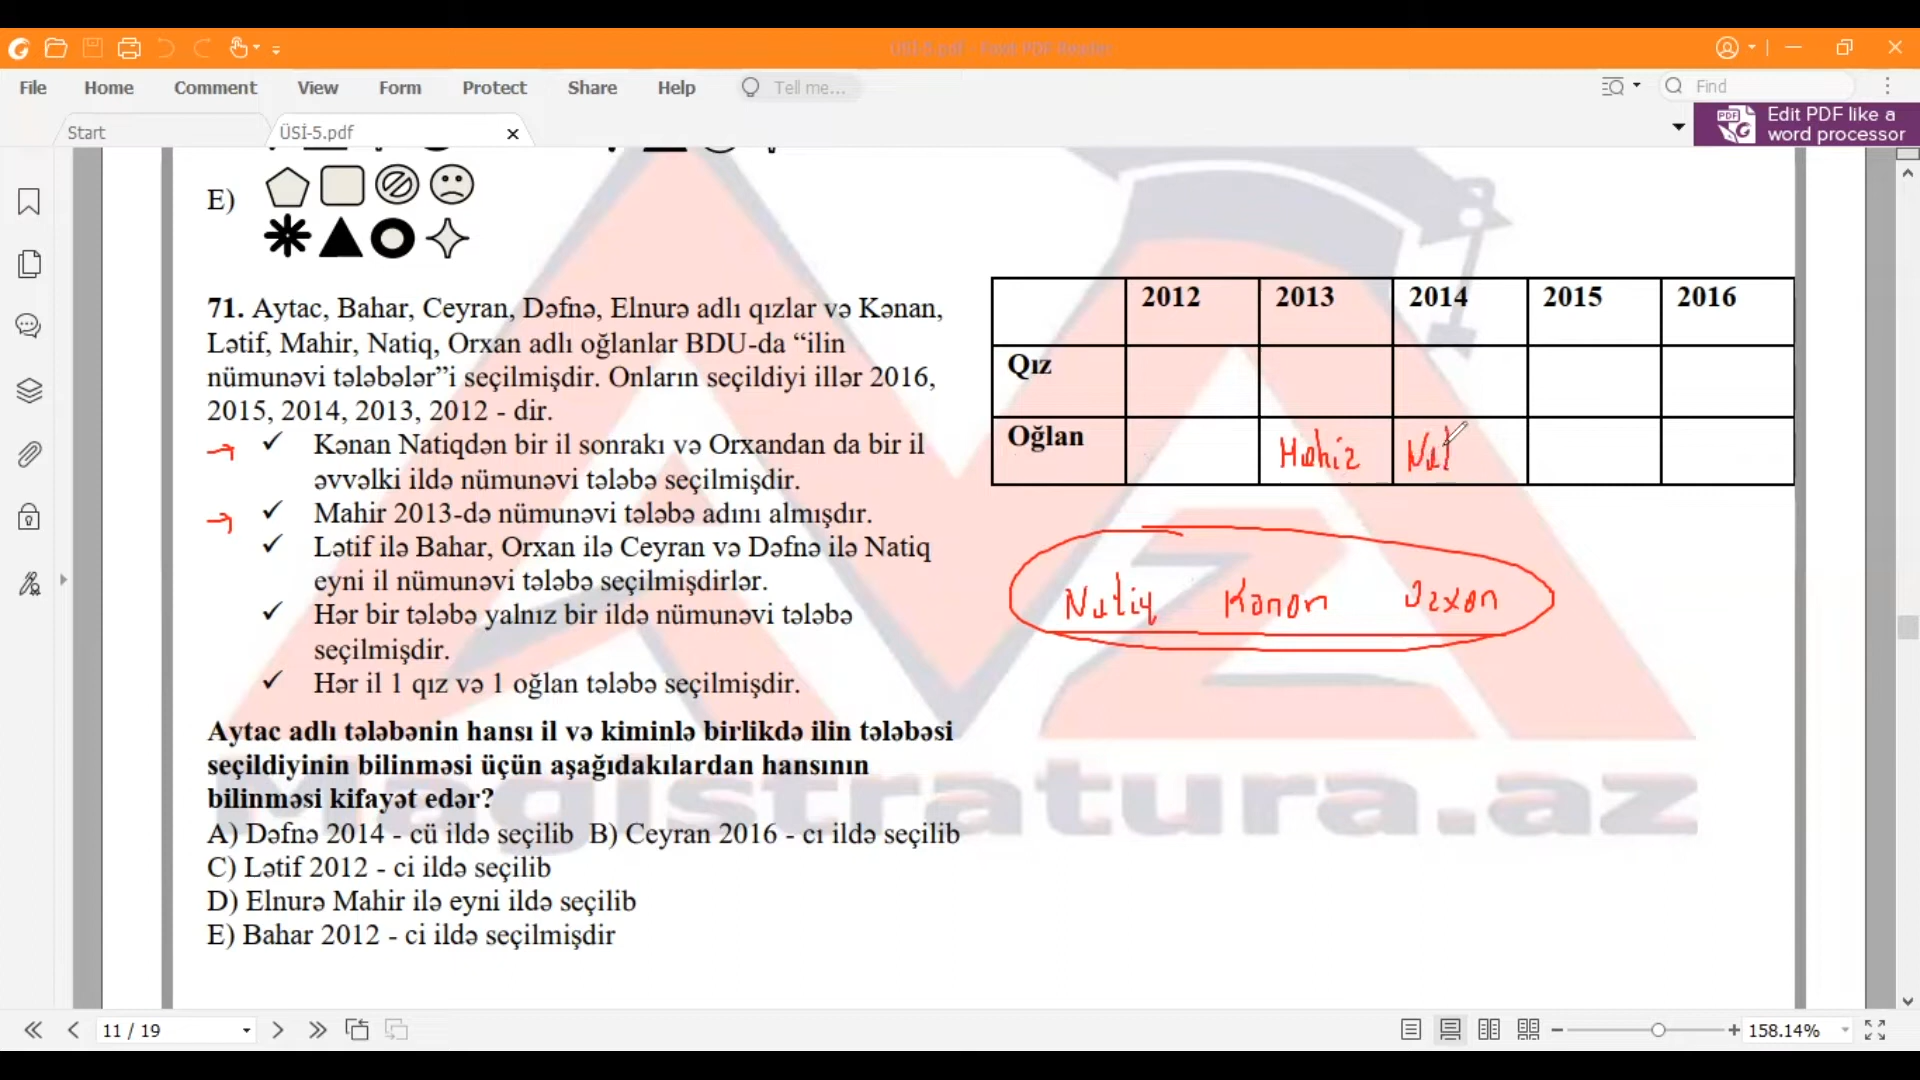 ÜSİ-5.pdf - Foxit PDF Reader
File Home Comment View Form Protect Share Help Tell me... Find
Start ÜSİ-5.pdf
Edit PDF like a
word processor
E)
71. Aytac, Bahar, Ceyran, Dəfnə, Elnurə adlı qızlar və Kənan,
Lətif, Mahir, Natiq, Orxan adlı oğlanlar BDU-da “ilin
nümunəvi tələbələr”i seçilmişdir. Onların seçildiyi illər 2016,
2015, 2014, 2013, 2012 - dir.
✓ Kənan Natiqdən bir il sonrakı və Orxandan da bir il
əvvəlki ildə nümunəvi tələbə seçilmişdir.
✓ Mahir 2013-də nümunəvi tələbə adını almışdır.
✓ Lətif ilə Bahar, Orxan ilə Ceyran və Dəfnə ilə Natiq
eyni il nümunəvi tələbə seçilmişdirlər.
✓ Hər bir tələbə yalnız bir ildə nümunəvi tələbə
seçilmişdir.
✓ Hər il 1 qız və 1 oğlan tələbə seçilmişdir.
Aytac adlı tələbənin hansı il və kiminlə birlikdə ilin tələbəsi
seçildiyinin bilinməsi üçün aşağıdakılardan hansının
bilinməsi kifayət edər?
A) Dəfnə 2014 - cü ildə seçilib B) Ceyran 2016 - cı ildə seçilib
C) Lətif 2012 - ci ildə seçilib
D) Elnurə Mahir ilə eyni ildə seçilib
E) Bahar 2012 - ci ildə seçilmişdir
2012 2013 2014 2015 2016
Qız
Oğlan Mahir Nat
Natiq Kənan Orxan
Magistratura.az
11 / 19
158.14%